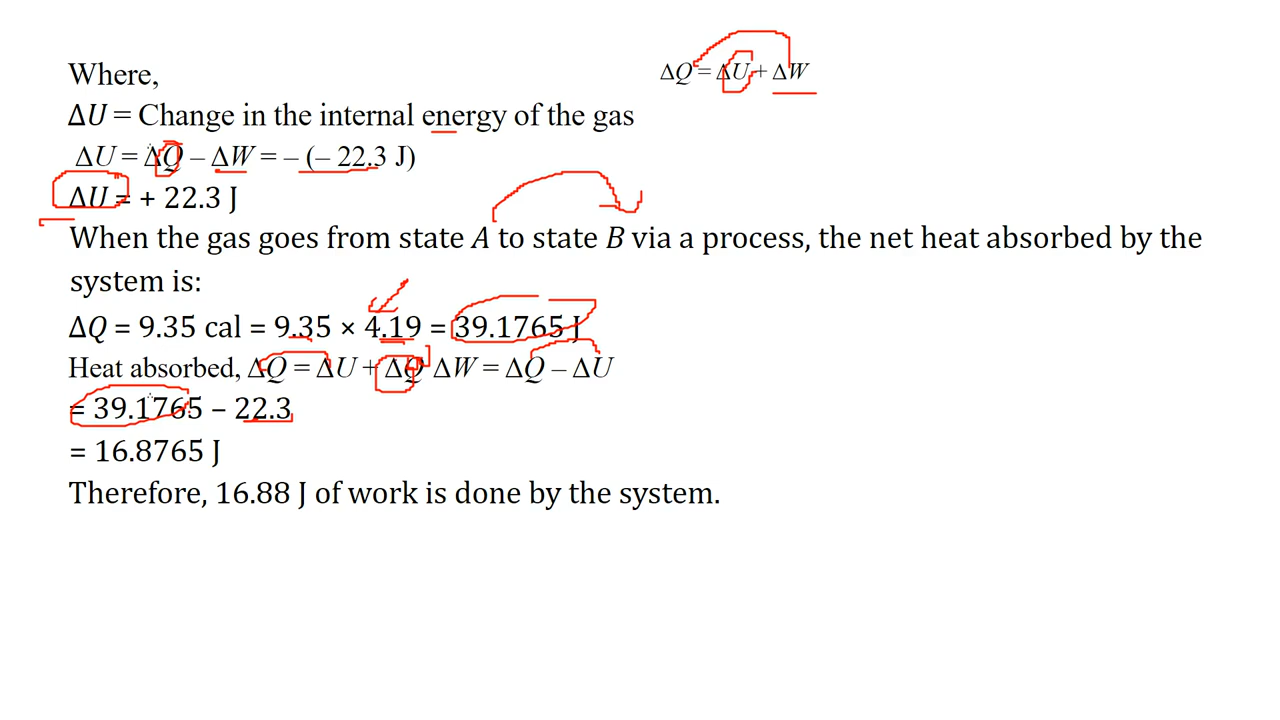 Where,
ΔQ = ΔU + ΔW
ΔU = Change in the internal energy of the gas
ΔU = ΔQ – ΔW = – (– 22.3 J)
ΔU = + 22.3 J
When the gas goes from state A to state B via a process, the net heat absorbed by the
system is:
ΔQ = 9.35 cal = 9.35 × 4.19 = 39.1765 J
Heat absorbed, ΔQ = ΔU + ΔQ ΔW = ΔQ – ΔU
= 39.1765 – 22.3
= 16.8765 J
Therefore, 16.88 J of work is done by the system.